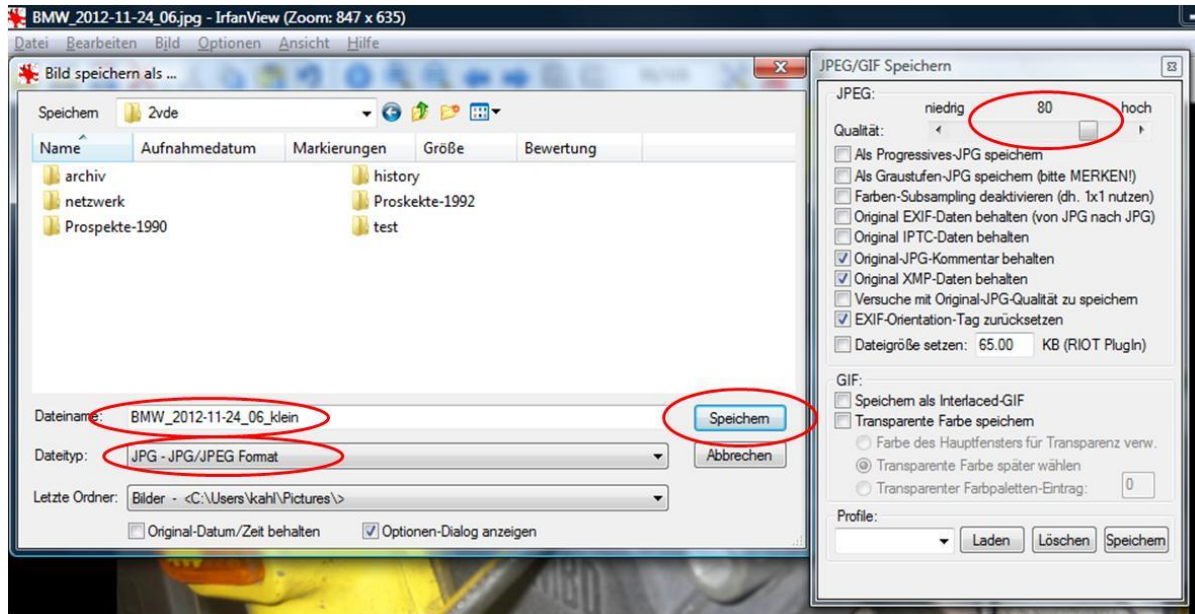 BMW_2012-11-24_06.jpg - IrfanView (Zoom: 847 x 635)
Datei Bearbeiten Bild Optionen Ansicht Hilfe
Bild speichern als ...
Speichern 2vde
Name Aufnahmedatum Markierungen Größe Bewertung
archiv history
netzwerk Proskekte-1992
Prospekte-1990 test
Dateiname: BMW_2012-11-24_06_klein Speichern
Dateityp: JPG - JPG/JPEG Format Abbrechen
Letzte Ordner: Bilder - <C:\Users\kahl\Pictures\>
Original-Datum/Zeit behalten Optionen-Dialog anzeigen
JPEG/GIF Speichern
JPEG:
niedrig 80 hoch
Qualität:
Als Progressives-JPG speichern
Als Graustufen-JPG speichern (bitte MERKEN!)
Farben-Subsampling deaktivieren (dh. 1x1 nutzen)
Original EXIF-Daten behalten (von JPG nach JPG)
Original IPTC-Daten behalten
Original-JPG-Kommentar behalten
Original XMP-Daten behalten
Versuche mit Original-JPG-Qualität zu speichern
EXIF-Orientation-Tag zurücksetzen
Dateigröße setzen: 65.00 KB (RIOT PlugIn)
GIF:
Speichern als Interlaced-GIF
Transparente Farbe speichern
Farbe des Hauptfensters für Transparenz verw.
Transparente Farbe später wählen
Transparenter Farbpaletten-Eintrag: 0
Profile:
Laden Löschen Speichern